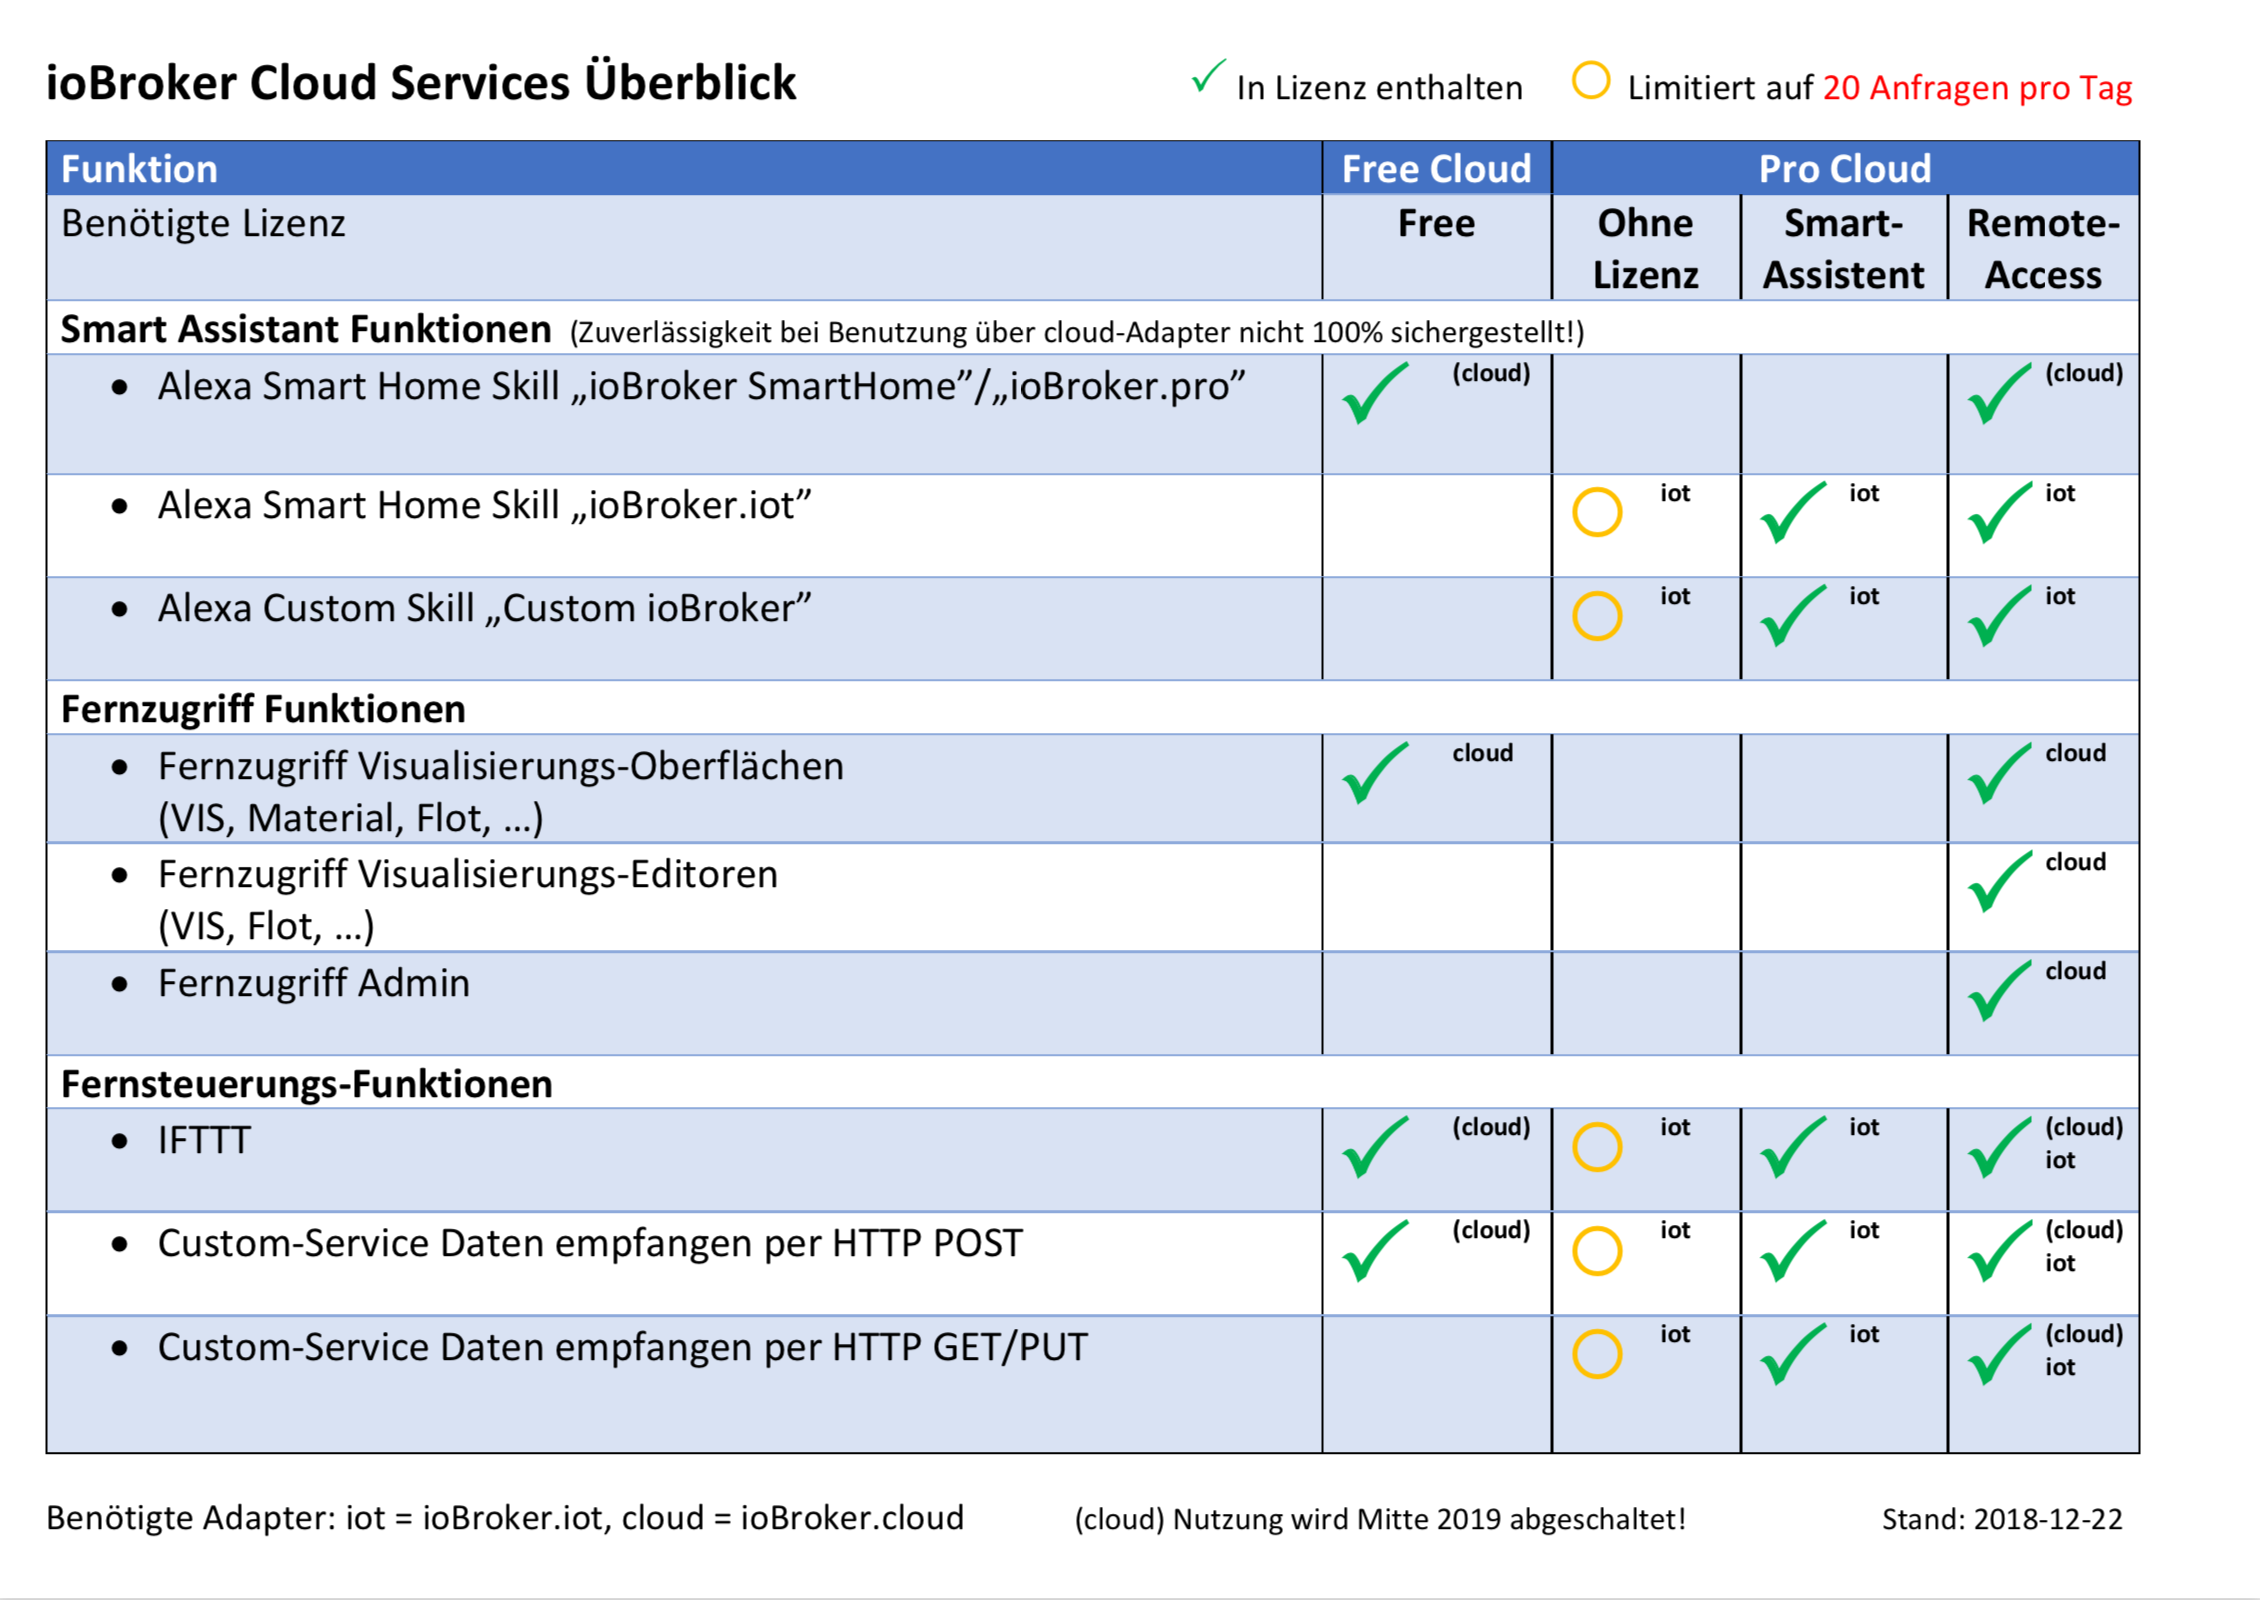 ioBroker Cloud Services Überblick
In Lizenz enthalten
Limitiert auf 20 Anfragen pro Tag
Funktion
Free Cloud
Pro Cloud
Benötigte Lizenz
Free
Ohne
Lizenz
Smart-
Assistent
Remote-
Access
Smart Assistant Funktionen (Zuverlässigkeit bei Benutzung über cloud-Adapter nicht 100% sichergestellt!)
• Alexa Smart Home Skill „ioBroker SmartHome”/„ioBroker.pro”
(cloud)
(cloud)
• Alexa Smart Home Skill „ioBroker.iot”
iot
iot
iot
• Alexa Custom Skill „Custom ioBroker”
iot
iot
iot
Fernzugriff Funktionen
• Fernzugriff Visualisierungs-Oberflächen
(VIS, Material, Flot, ...)
cloud
cloud
• Fernzugriff Visualisierungs-Editoren
(VIS, Flot, ...)
cloud
• Fernzugriff Admin
cloud
Fernsteuerungs-Funktionen
• IFTTT
(cloud)
iot
iot
(cloud)
iot
• Custom-Service Daten empfangen per HTTP POST
(cloud)
iot
iot
(cloud)
iot
• Custom-Service Daten empfangen per HTTP GET/PUT
iot
iot
(cloud)
iot
Benötigte Adapter: iot = ioBroker.iot, cloud = ioBroker.cloud
(cloud) Nutzung wird Mitte 2019 abgeschaltet!
Stand: 2018-12-22